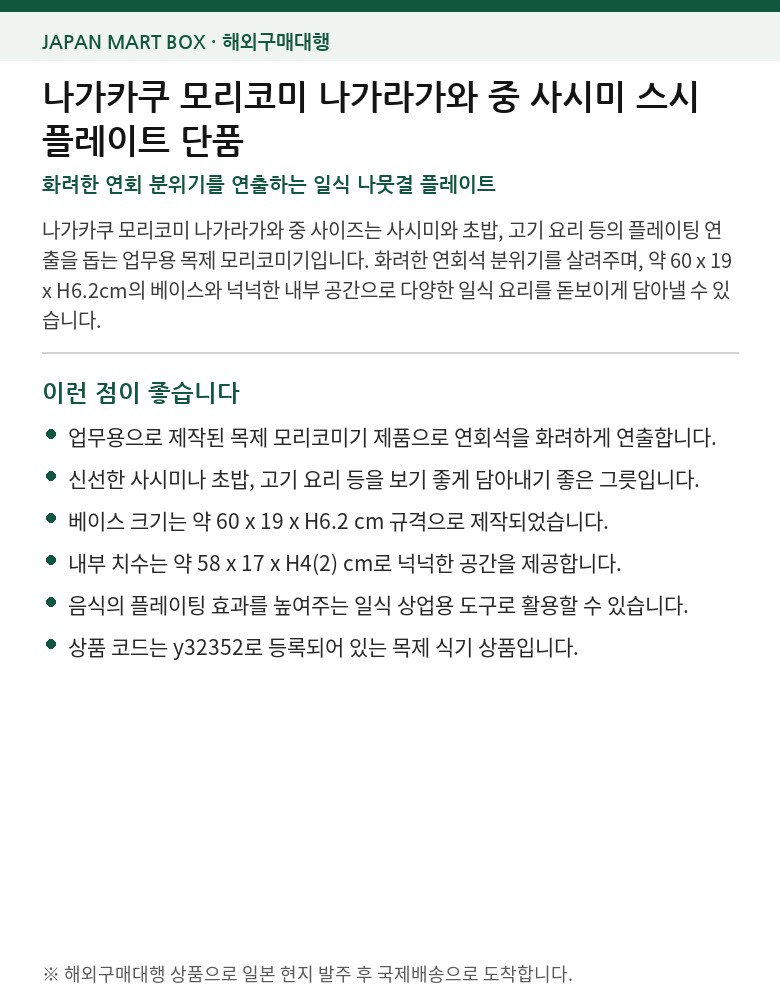 JAPAN MART BOX · 해외구매대행
나가카쿠 모리코미 나가라가와 중 사시미 스시
플레이트 단품
화려한 연회 분위기를 연출하는 일식 나뭇결 플레이트
나가카쿠 모리코미 나가라가와 중 사이즈는 사시미와 초밥, 고기 요리 등의 플레이팅 연
출을 돕는 업무용 목제 모리코미기입니다. 화려한 연회석 분위기를 살려주며, 약 60 x 19
x H6.2cm의 베이스와 넉넉한 내부 공간으로 다양한 일식 요리를 돋보이게 담아낼 수 있
습니다.
이런 점이 좋습니다
• 업무용으로 제작된 목제 모리코미기 제품으로 연회석을 화려하게 연출합니다.
• 신선한 사시미나 초밥, 고기 요리 등을 보기 좋게 담아내기 좋은 그릇입니다.
• 베이스 크기는 약 60 x 19 x H6.2 cm 규격으로 제작되었습니다.
• 내부 치수는 약 58 x 17 x H4(2) cm로 넉넉한 공간을 제공합니다.
• 음식의 플레이팅 효과를 높여주는 일식 상업용 도구로 활용할 수 있습니다.
• 상품 코드는 y32352로 등록되어 있는 목제 식기 상품입니다.
※ 해외구매대행 상품으로 일본 현지 발주 후 국제배송으로 도착합니다.